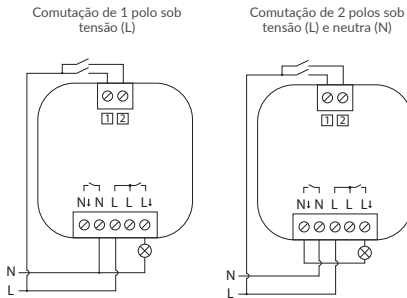 Comutação de 1 polo sob
tensão (L)
Comutação de 2 polos sob
tensão (L) e neutra (N)
1 2
1 2
N↓ N L L L↓
N↓ N L L L↓
N
L
N
L